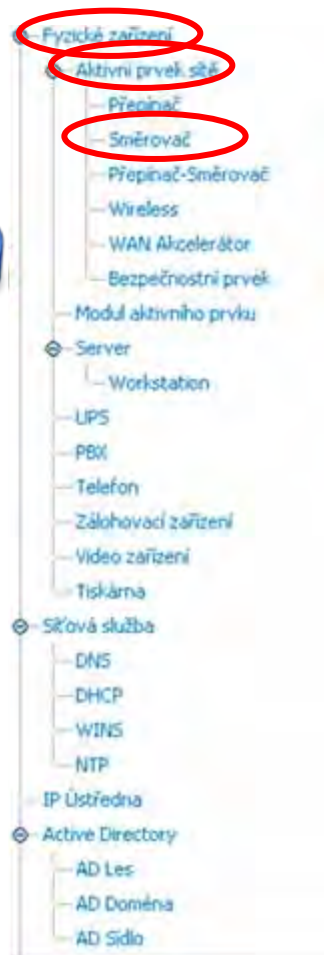 Fyzické zařízení
Aktivní prvek sítě
Přepínač
Směrovač
Přepínač-Směrovač
Wireless
WAN Akcelerátor
Bezpečnostní prvek
Modul aktivního prvku
Server
Workstation
UPS
PBX
Telefon
Zálohovací zařízení
Video zařízení
Tiskárna
Síťová služba
DNS
DHCP
WINS
NTP
IP Ústředna
Active Directory
AD Les
AD Doména
AD Sídlo